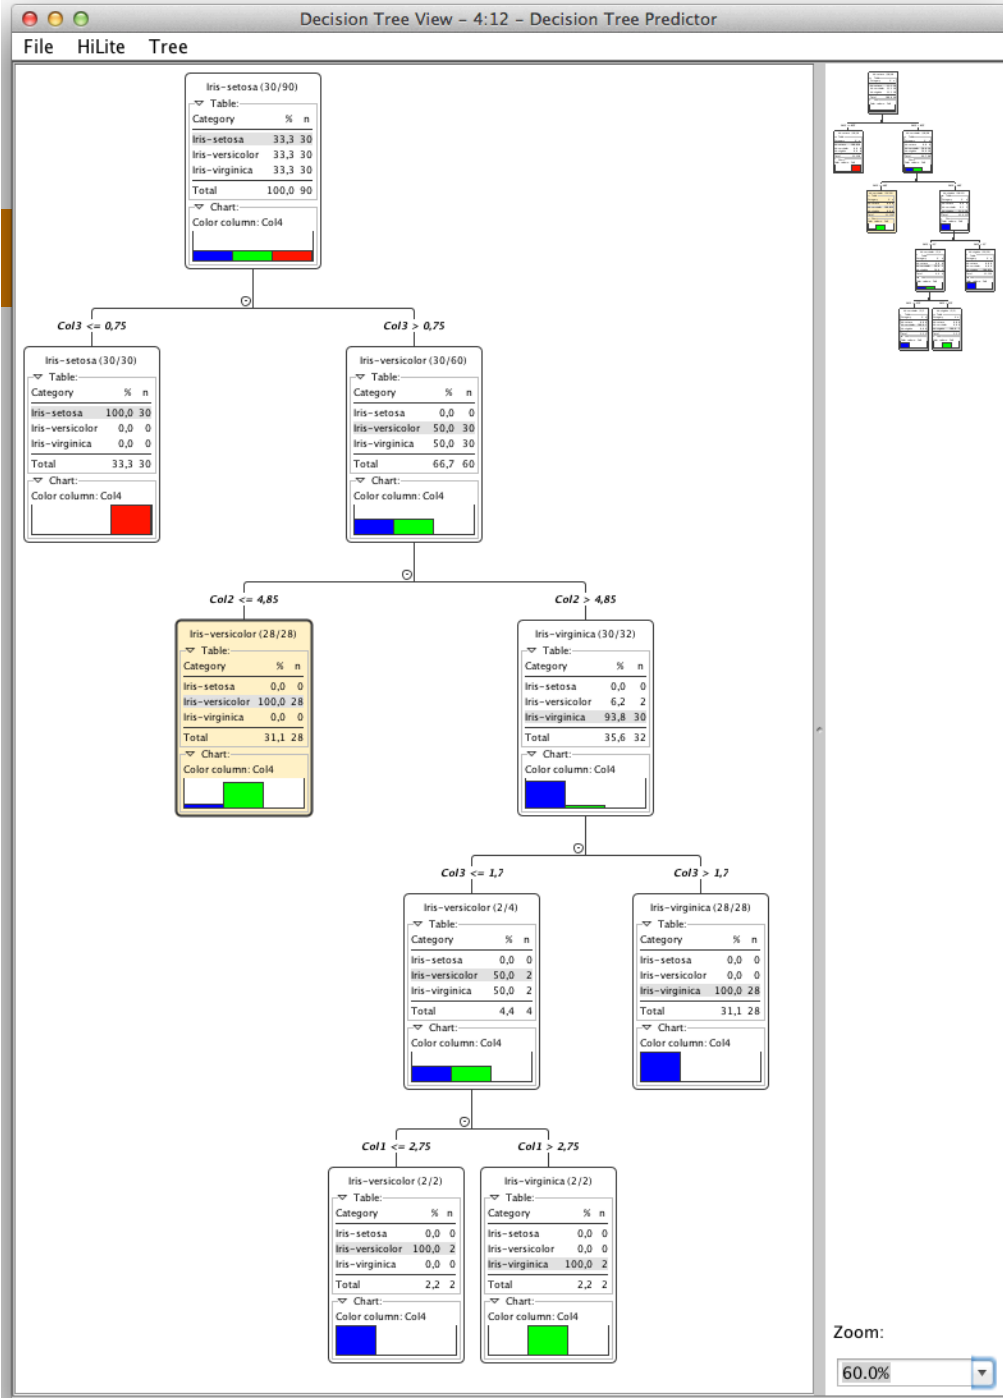 Decision Tree View - 4:12 - Decision Tree Predictor
File HiLite Tree
Iris-setosa (30/90)
Table:
Category % n
Iris-setosa 33,3 30
Iris-versicolor 33,3 30
Iris-virginica 33,3 30
Total 100,0 90
Chart:
Color column: Col4
Col3 <= 0,75
Col3 > 0,75
Iris-setosa (30/30)
Table:
Category % n
Iris-setosa 100,0 30
Iris-versicolor 0,0 0
Iris-virginica 0,0 0
Total 33,3 30
Chart:
Color column: Col4
Iris-versicolor (30/60)
Table:
Category % n
Iris-setosa 0,0 0
Iris-versicolor 50,0 30
Iris-virginica 50,0 30
Total 66,7 60
Chart:
Color column: Col4
Col2 <= 4,85
Col2 > 4,85
Iris-versicolor (28/28)
Table:
Category % n
Iris-setosa 0,0 0
Iris-versicolor 100,0 28
Iris-virginica 0,0 0
Total 31,1 28
Chart:
Color column: Col4
Iris-virginica (30/32)
Table:
Category % n
Iris-setosa 0,0 0
Iris-versicolor 6,2 2
Iris-virginica 93,8 30
Total 35,6 32
Chart:
Color column: Col4
Col3 <= 1,7
Col3 > 1,7
Iris-versicolor (2/4)
Table:
Category % n
Iris-setosa 0,0 0
Iris-versicolor 50,0 2
Iris-virginica 50,0 2
Total 4,4 4
Chart:
Color column: Col4
Iris-virginica (28/28)
Table:
Category % n
Iris-setosa 0,0 0
Iris-versicolor 0,0 0
Iris-virginica 100,0 28
Total 31,1 28
Chart:
Color column: Col4
Col1 <= 2,75
Col1 > 2,75
Iris-versicolor (2/2)
Table:
Category % n
Iris-setosa 0,0 0
Iris-versicolor 100,0 2
Iris-virginica 0,0 0
Total 2,2 2
Chart:
Color column: Col4
Iris-virginica (2/2)
Table:
Category % n
Iris-setosa 0,0 0
Iris-versicolor 0,0 0
Iris-virginica 100,0 2
Total 2,2 2
Chart:
Color column: Col4
Zoom:
60.0%